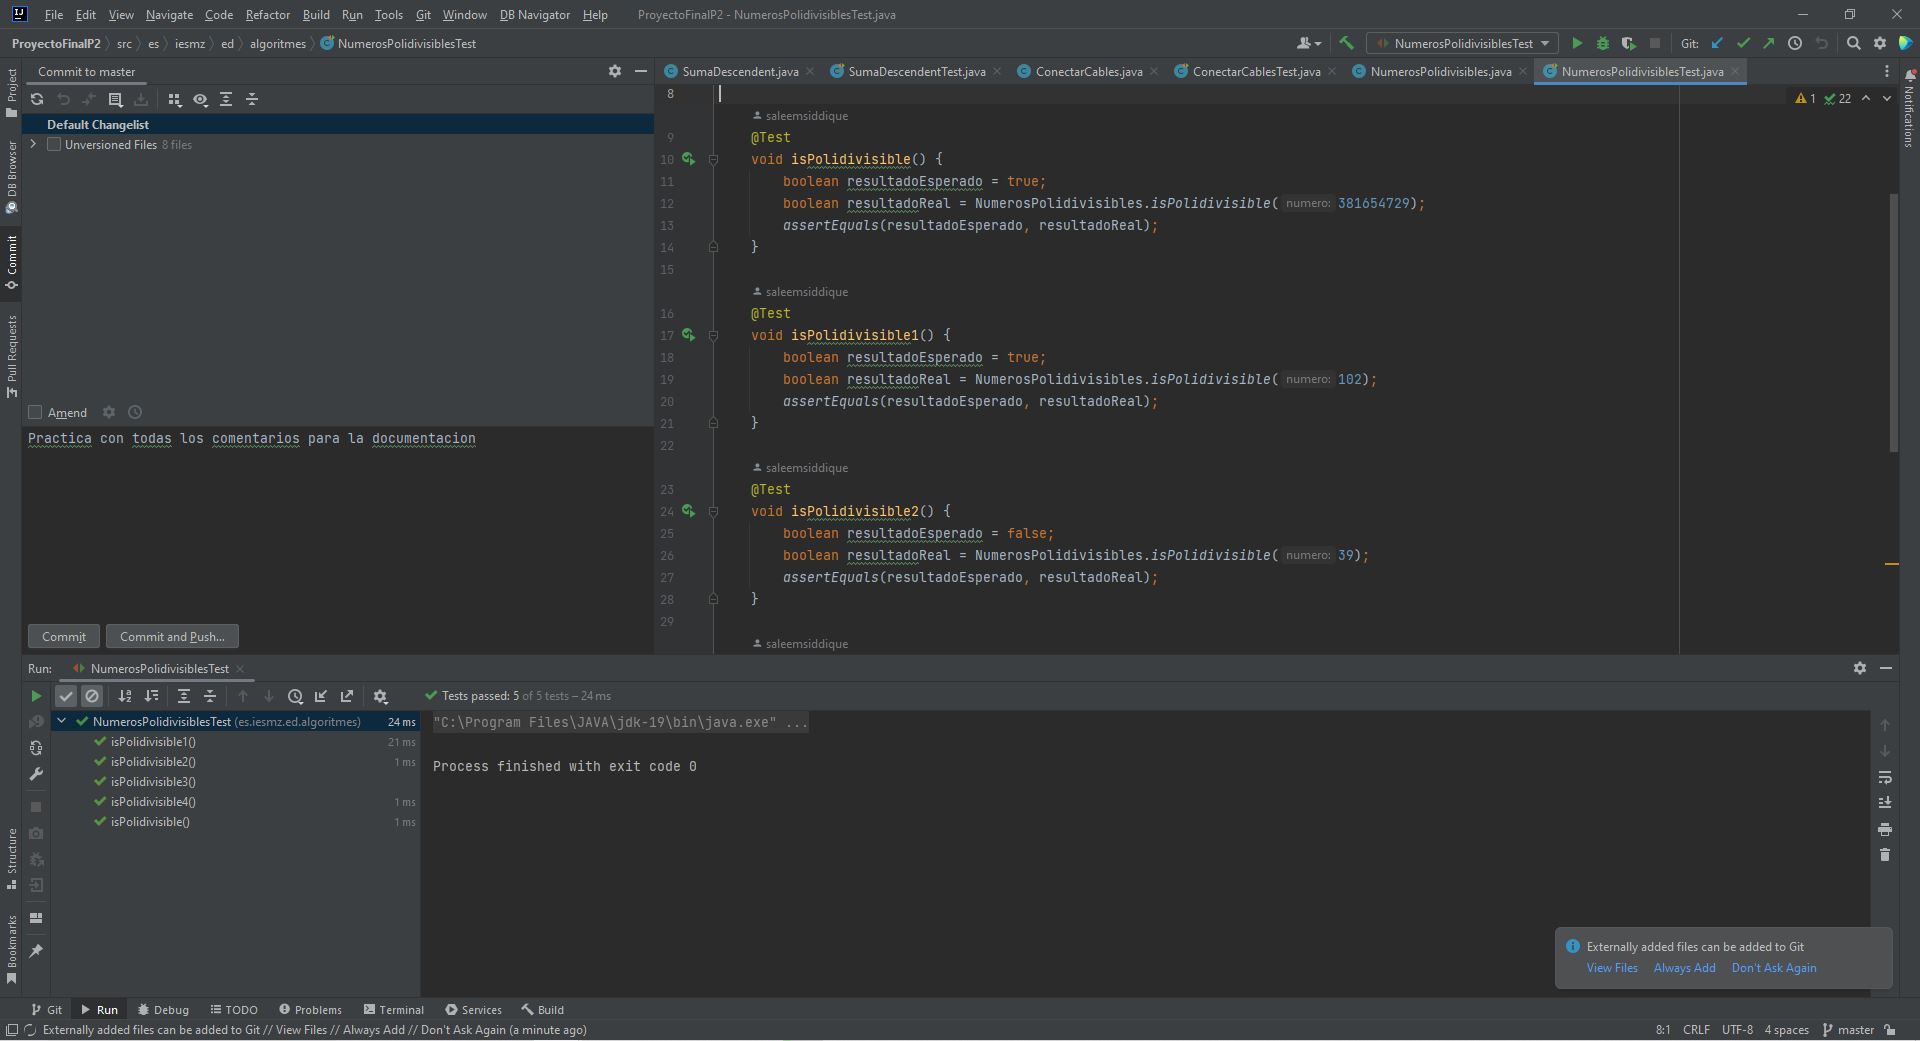 File Edit View Navigate Code Refactor Build Run Tools Git Window DB Navigator Help ProyectoFinalP2 - NumerosPolidivisiblesTest.java
ProyectoFinalP2 src es iesmz ed algoritmes NumerosPolidivisiblesTest NumerosPolidivisiblesTest Git:
Project
DB Browser
Commit
Pull Requests
Structure
Bookmarks
Notifications
Commit to master
Default Changelist
Unversioned Files 8 files
Amend
Practica con todas los comentarios para la documentacion
Commit Commit and Push...
SumaDescendent.java SumaDescendentTest.java ConectarCables.java ConectarCablesTest.java NumerosPolidivisibles.java NumerosPolidivisiblesTest.java
1 22
8
saleemsiddique
9 @Test
10 void isPolidivisible() {
11 boolean resultadoEsperado = true;
12 boolean resultadoReal = NumerosPolidivisibles.isPolidivisible( numero: 381654729);
13 assertEquals(resultadoEsperado, resultadoReal);
14 }
15
saleemsiddique
16 @Test
17 void isPolidivisible1() {
18 boolean resultadoEsperado = true;
19 boolean resultadoReal = NumerosPolidivisibles.isPolidivisible( numero: 102);
20 assertEquals(resultadoEsperado, resultadoReal);
21 }
22
saleemsiddique
23 @Test
24 void isPolidivisible2() {
25 boolean resultadoEsperado = false;
26 boolean resultadoReal = NumerosPolidivisibles.isPolidivisible( numero: 39);
27 assertEquals(resultadoEsperado, resultadoReal);
28 }
29
saleemsiddique
Run: NumerosPolidivisiblesTest
Tests passed: 5 of 5 tests – 24 ms
NumerosPolidivisiblesTest (es.iesmz.ed.algoritmes) 24 ms
isPolidivisible1() 21 ms
isPolidivisible2() 1 ms
isPolidivisible3()
isPolidivisible4() 1 ms
isPolidivisible() 1 ms
"C:\Program Files\JAVA\jdk-19\bin\java.exe" ...
Process finished with exit code 0
Externally added files can be added to Git
View Files Always Add Don't Ask Again
Git Run Debug TODO Problems Terminal Services Build
Externally added files can be added to Git // View Files // Always Add // Don't Ask Again (a minute ago) 8:1 CRLF UTF-8 4 spaces master